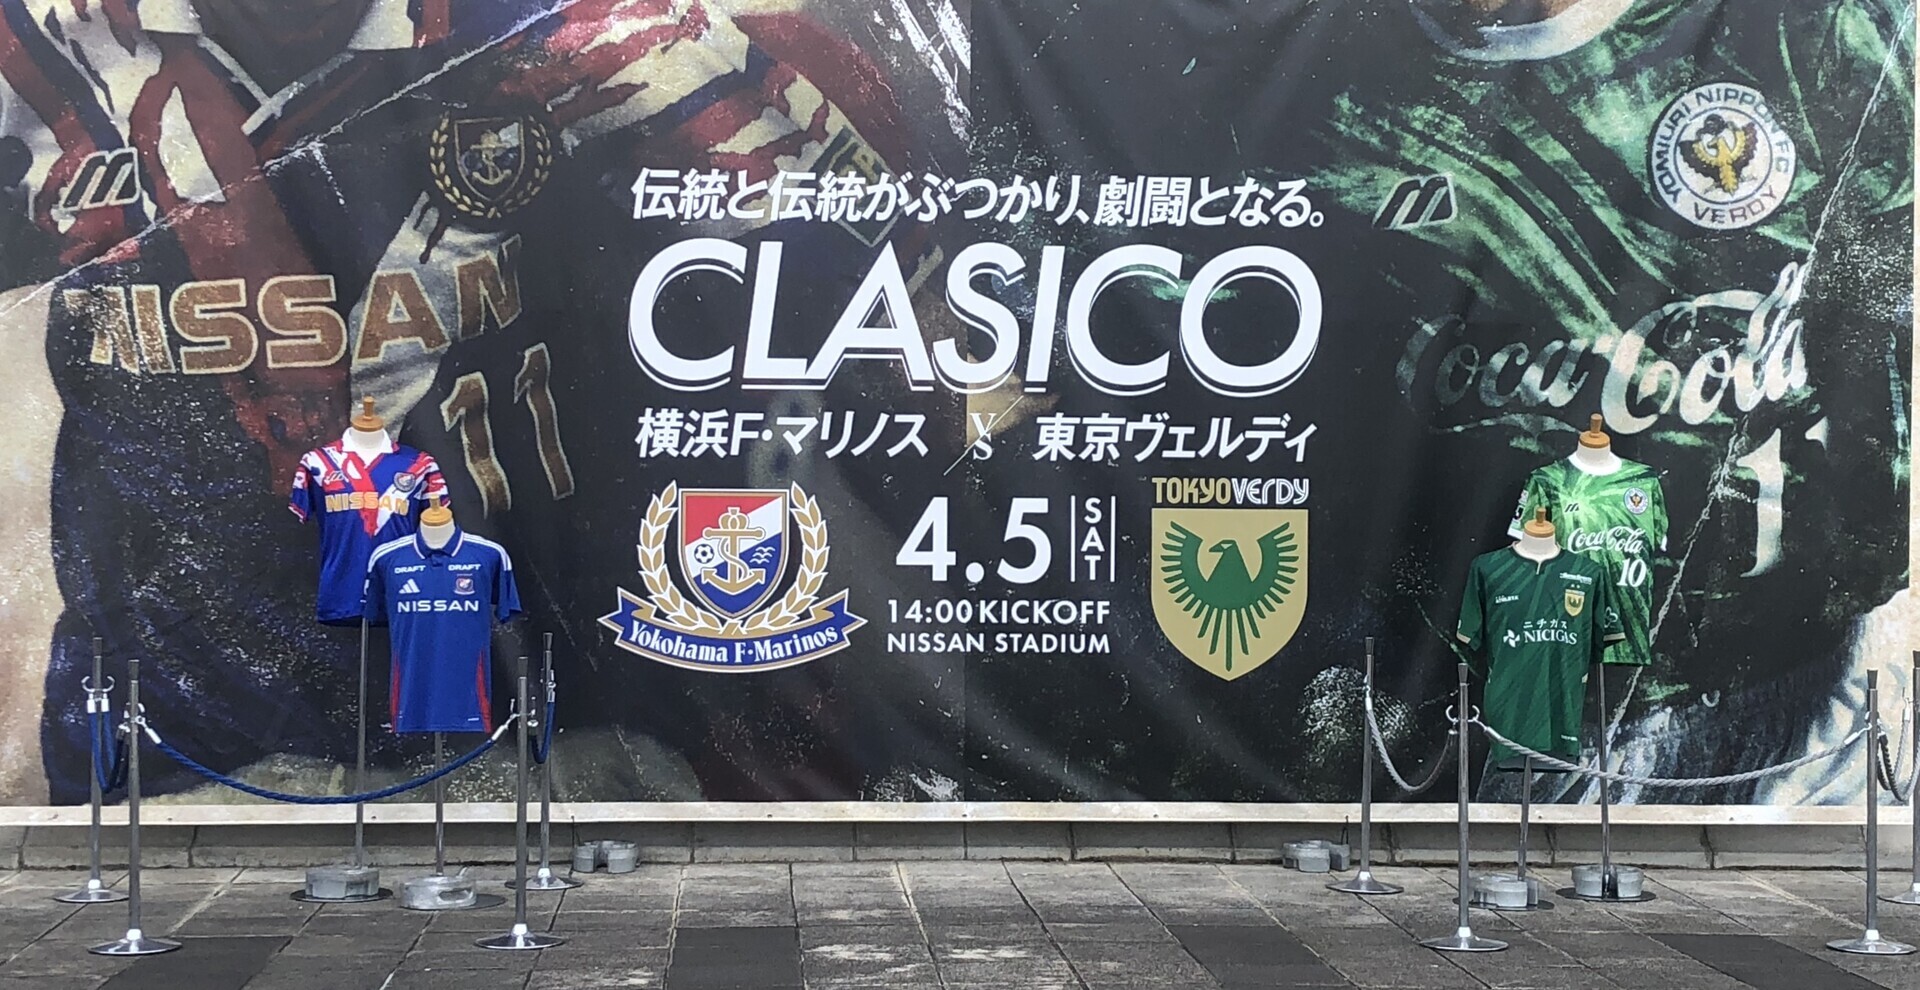 伝統と伝統がぶつかり、劇闘となる。
CLASICO
横浜F・マリノス VS 東京ヴェルディ
Yokohama F・Marinos
4.5 SAT
14:00 KICKOFF
NISSAN STADIUM
TOKYO VERDY
NISSAN
11
YOMIURI NIPPON FC
VERDY
Coca-Cola
1
NISSAN
DRAFT DRAFT
NISSAN
Coca-Cola
10
ニチガス
NICIGAS